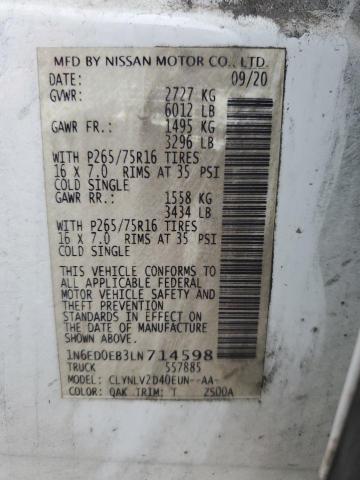 MFD BY NISSAN MOTOR CO., LTD.
DATE: 09/20
GVWR: 2727 KG
6012 LB
GAWR FR.: 1495 KG
3296 LB
WITH P265/75R16 TIRES
16 X 7.0 RIMS AT 35 PSI
COLD SINGLE
GAWR RR.: 1558 KG
3434 LB
WITH P265/75R16 TIRES
16 X 7.0 RIMS AT 35 PSI
COLD SINGLE
THIS VEHICLE CONFORMS TO
ALL APPLICABLE FEDERAL
MOTOR VEHICLE SAFETY
AND THEFT PREVENTION
STANDARDS IN EFFECT ON
THE DATE OF MANUFACTURE
SHOWN ABOVE.
1N6ED0EB3LN714598
TRUCK 557885
MODEL: CLYNLV2D40EUN--AA-
COLOR: QAK TRIM: T 2S00A